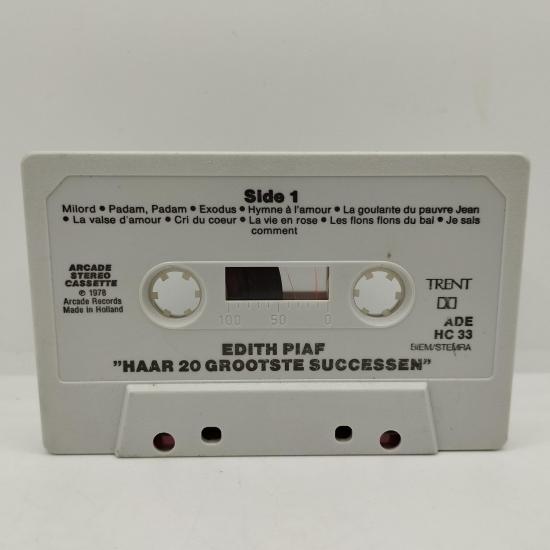 Side 1
Milord • Padam, Padam • Exodus • Hymne à l'amour • La goulante du pauvre Jean
• La valse d'amour • Cri du coeur • La vie en rose • Les flons flons du bal • Je sais
comment
ARCADE
STEREO
CASSETTE
℗ 1978
Arcade Records
Made in Holland
100 50 0
TRENT
ADE
HC 33
BIEM/STEMRA
EDITH PIAF
"HAAR 20 GROOTSTE SUCCESSEN"